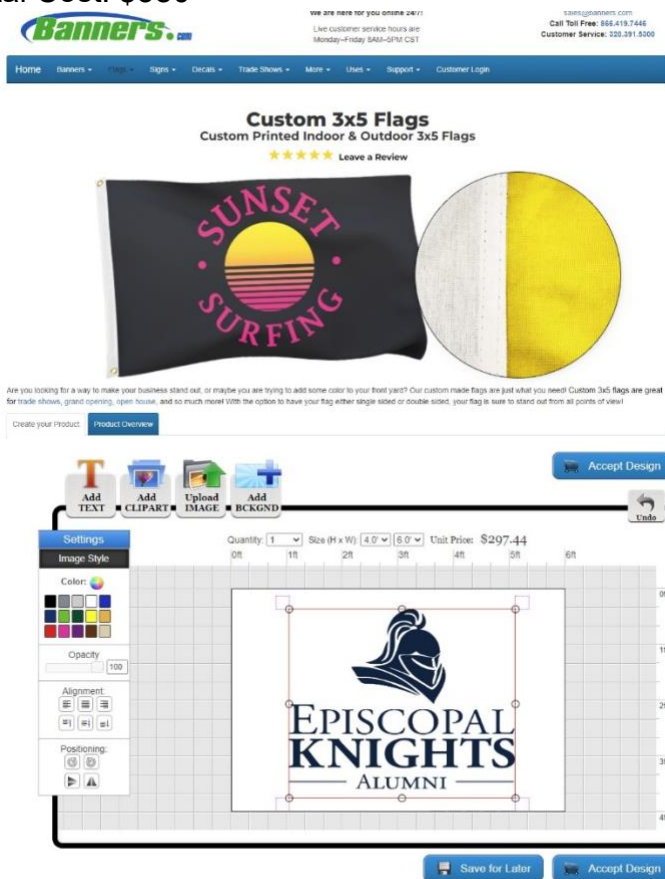 Cost: $350
Banners.com
We are here for you online 24/7!
Live customer service hours are
Monday–Friday 8AM–5PM CST
sales@banners.com
Call Toll Free: 866.419.7446
Customer Service: 320.391.5300
Home Banners Flags Signs Decals Trade Shows More Uses Support Customer Login
Custom 3x5 Flags
Custom Printed Indoor & Outdoor 3x5 Flags
Leave a Review
SUNSET
SURFING
Are you looking for a way to make your business stand out, or maybe you are trying to add some color to your front yard? Our custom made flags are just what you need! Custom 3x5 flags are great
for trade shows, grand opening, open house, and so much more! With the option to have your flag either single sided or double sided, your flag is sure to stand out from all points of view!
Create your Product Product Overview
Accept Design
T
Add TEXT
Add CLIPART
Upload IMAGE
Add BCKGND
Undo
Settings
Image Style
Quantity: 1 Size (H x W): 4.0' 6.0' Unit Price: $297.44
0ft 1ft 2ft 3ft 4ft 5ft 6ft
Color:
Opacity
100
Alignment:
Positioning:
EPISCOPAL
KNIGHTS
ALUMNI
Save for Later Accept Design